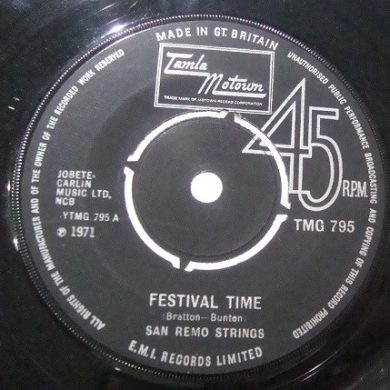 MADE IN GT. BRITAIN
Tamla
Motown
TRADE MARK OF MOTOWN RECORD CORPORATION
45
R.P.M.
TMG 795
JOBETE-
CARLIN
MUSIC LTD,
NCB
YTMG 795 A
℗ 1971
FESTIVAL TIME
(Bratton — Bunton)
SAN REMO STRINGS
E.M.I. RECORDS LIMITED
ALL RIGHTS OF THE MANUFACTURER AND OF THE OWNER OF THE RECORDED WORK RESERVED
UNAUTHORISED PUBLIC PERFORMANCE BROADCASTING AND COPYING OF THIS RECORD PROHIBITED